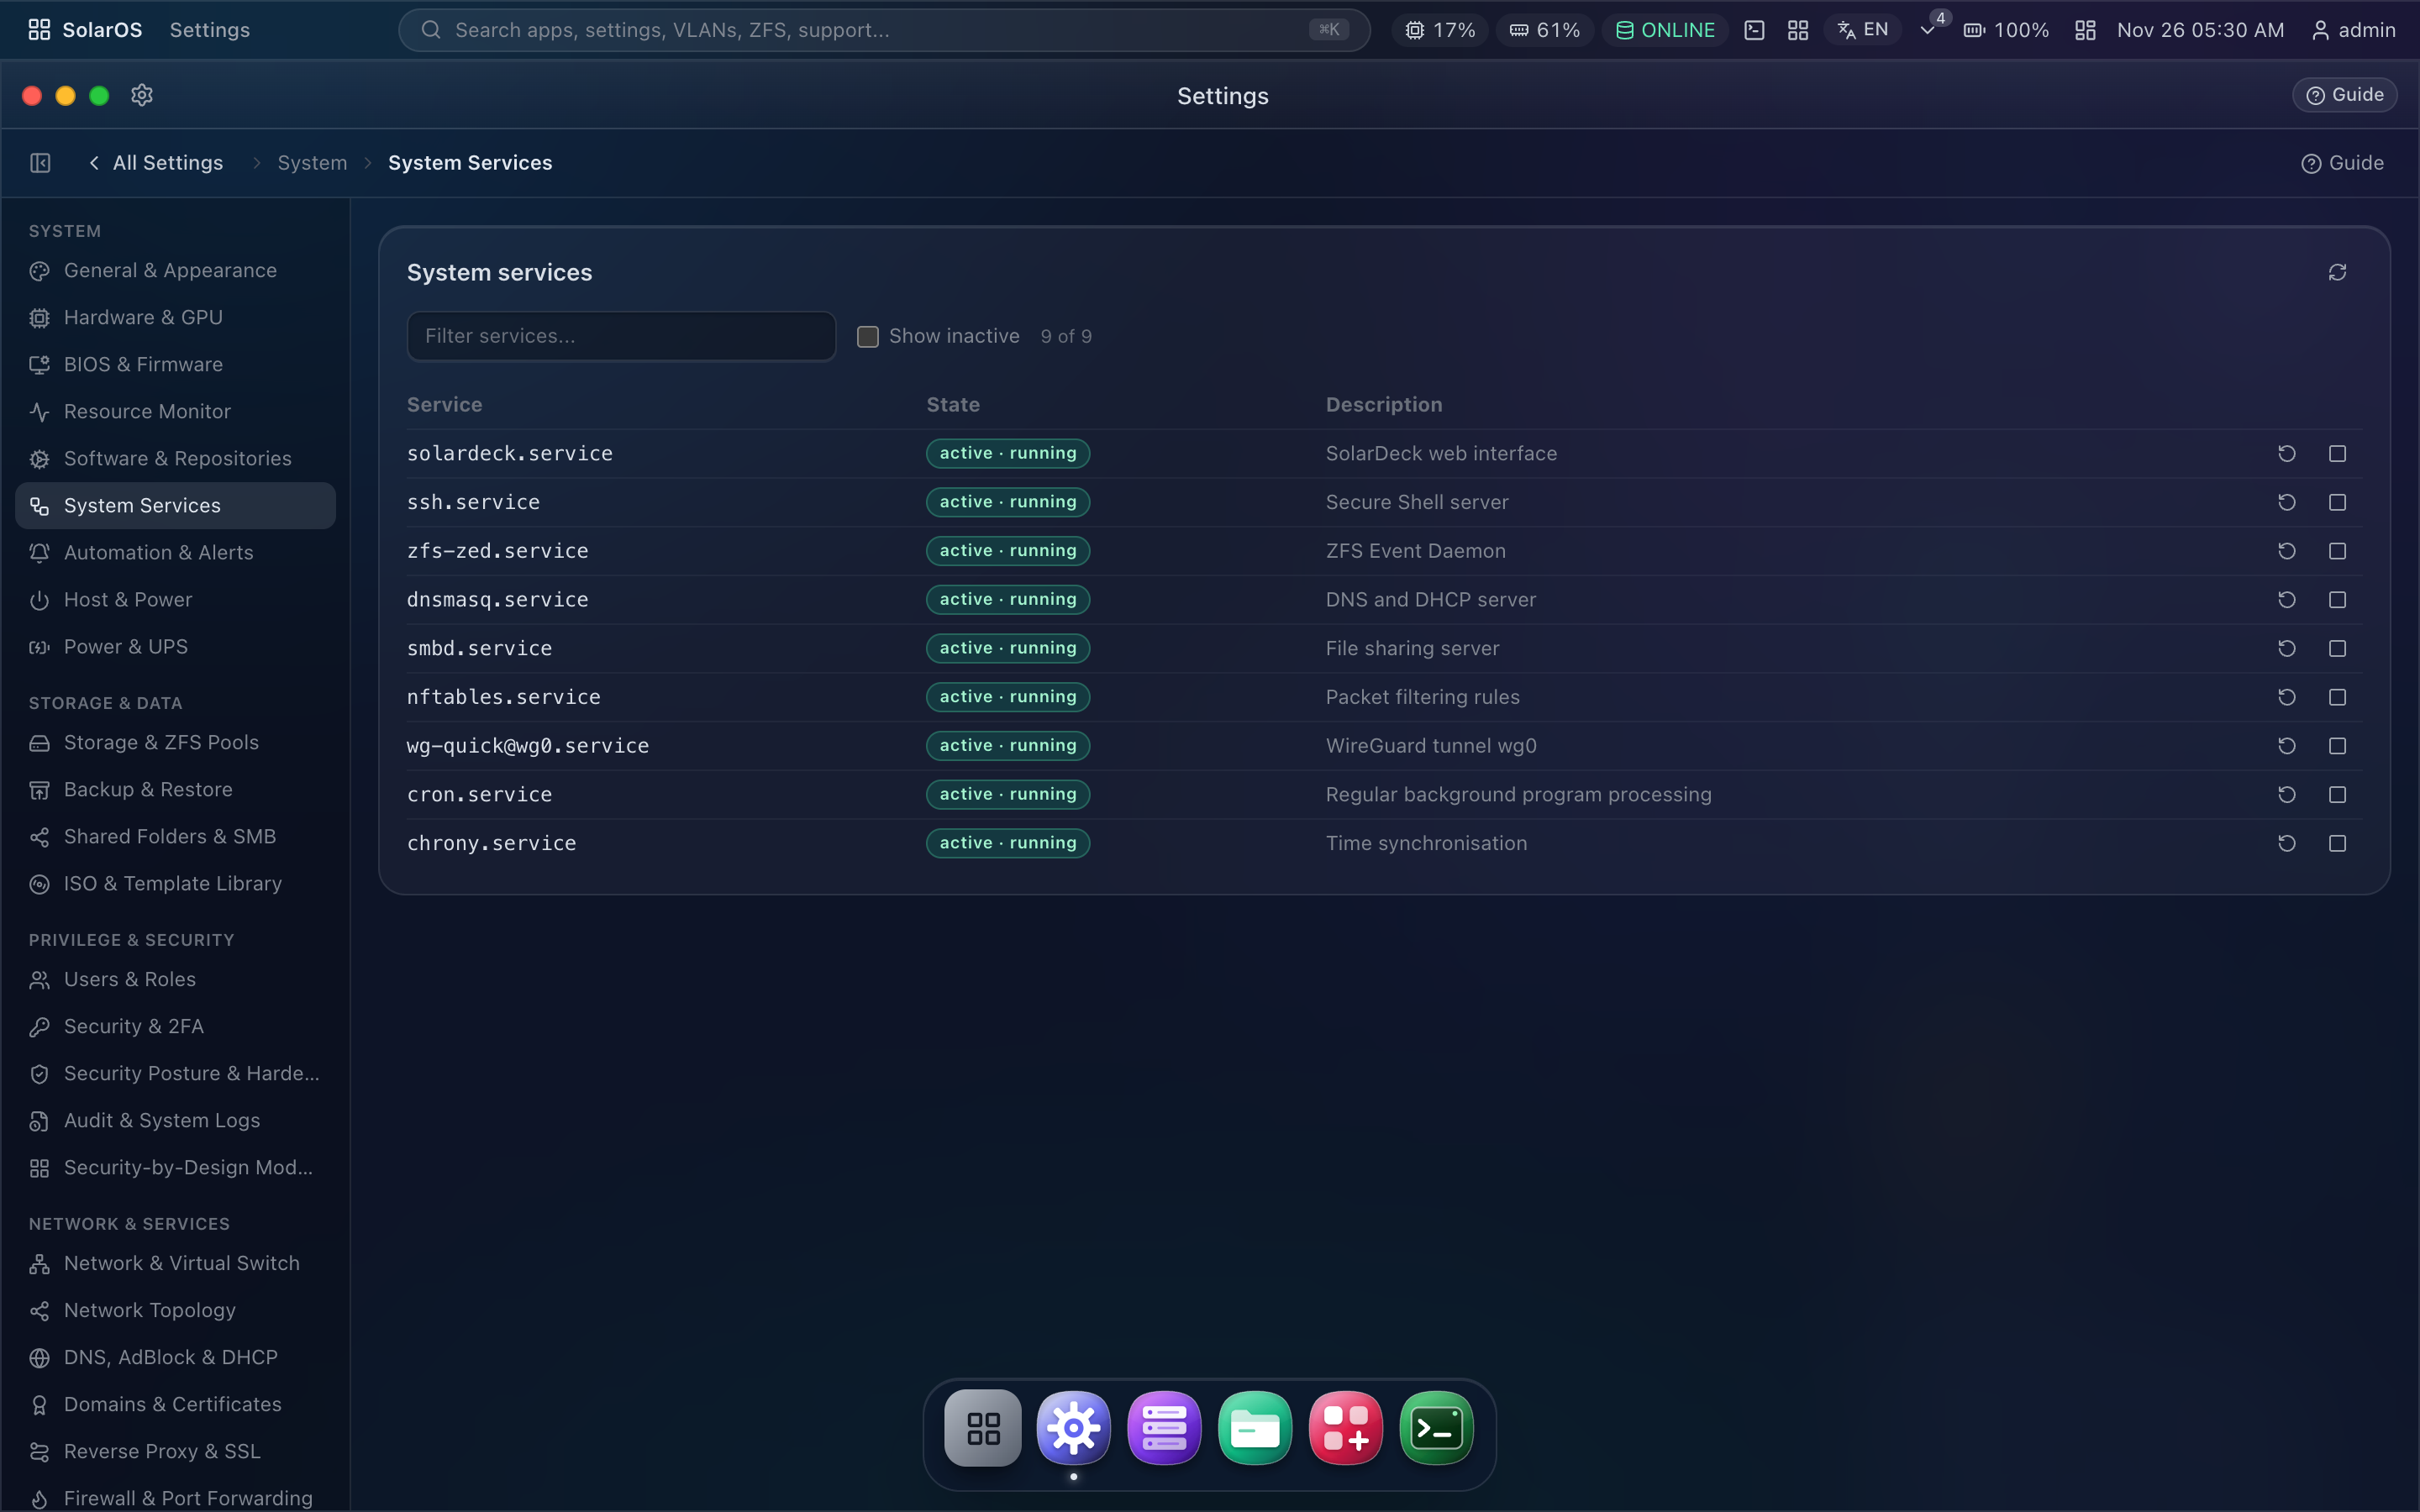 SolarOS Settings Search apps, settings, VLANs, ZFS, support... ⌘K 17% 61% ONLINE EN 4 100% Nov 26 05:30 AM admin
Settings Guide
All Settings System System Services Guide
SYSTEM
General & Appearance
Hardware & GPU
BIOS & Firmware
Resource Monitor
Software & Repositories
System Services
Automation & Alerts
Host & Power
Power & UPS
STORAGE & DATA
Storage & ZFS Pools
Backup & Restore
Shared Folders & SMB
ISO & Template Library
PRIVILEGE & SECURITY
Users & Roles
Security & 2FA
Security Posture & Harde...
Audit & System Logs
Security-by-Design Mod...
NETWORK & SERVICES
Network & Virtual Switch
Network Topology
DNS, AdBlock & DHCP
Domains & Certificates
Reverse Proxy & SSL
Firewall & Port Forwarding
System services
Filter services... Show inactive 9 of 9
Service State Description
solardeck.service active · running SolarDeck web interface
ssh.service active · running Secure Shell server
zfs-zed.service active · running ZFS Event Daemon
dnsmasq.service active · running DNS and DHCP server
smbd.service active · running File sharing server
nftables.service active · running Packet filtering rules
wg-quick@wg0.service active · running WireGuard tunnel wg0
cron.service active · running Regular background program processing
chrony.service active · running Time synchronisation